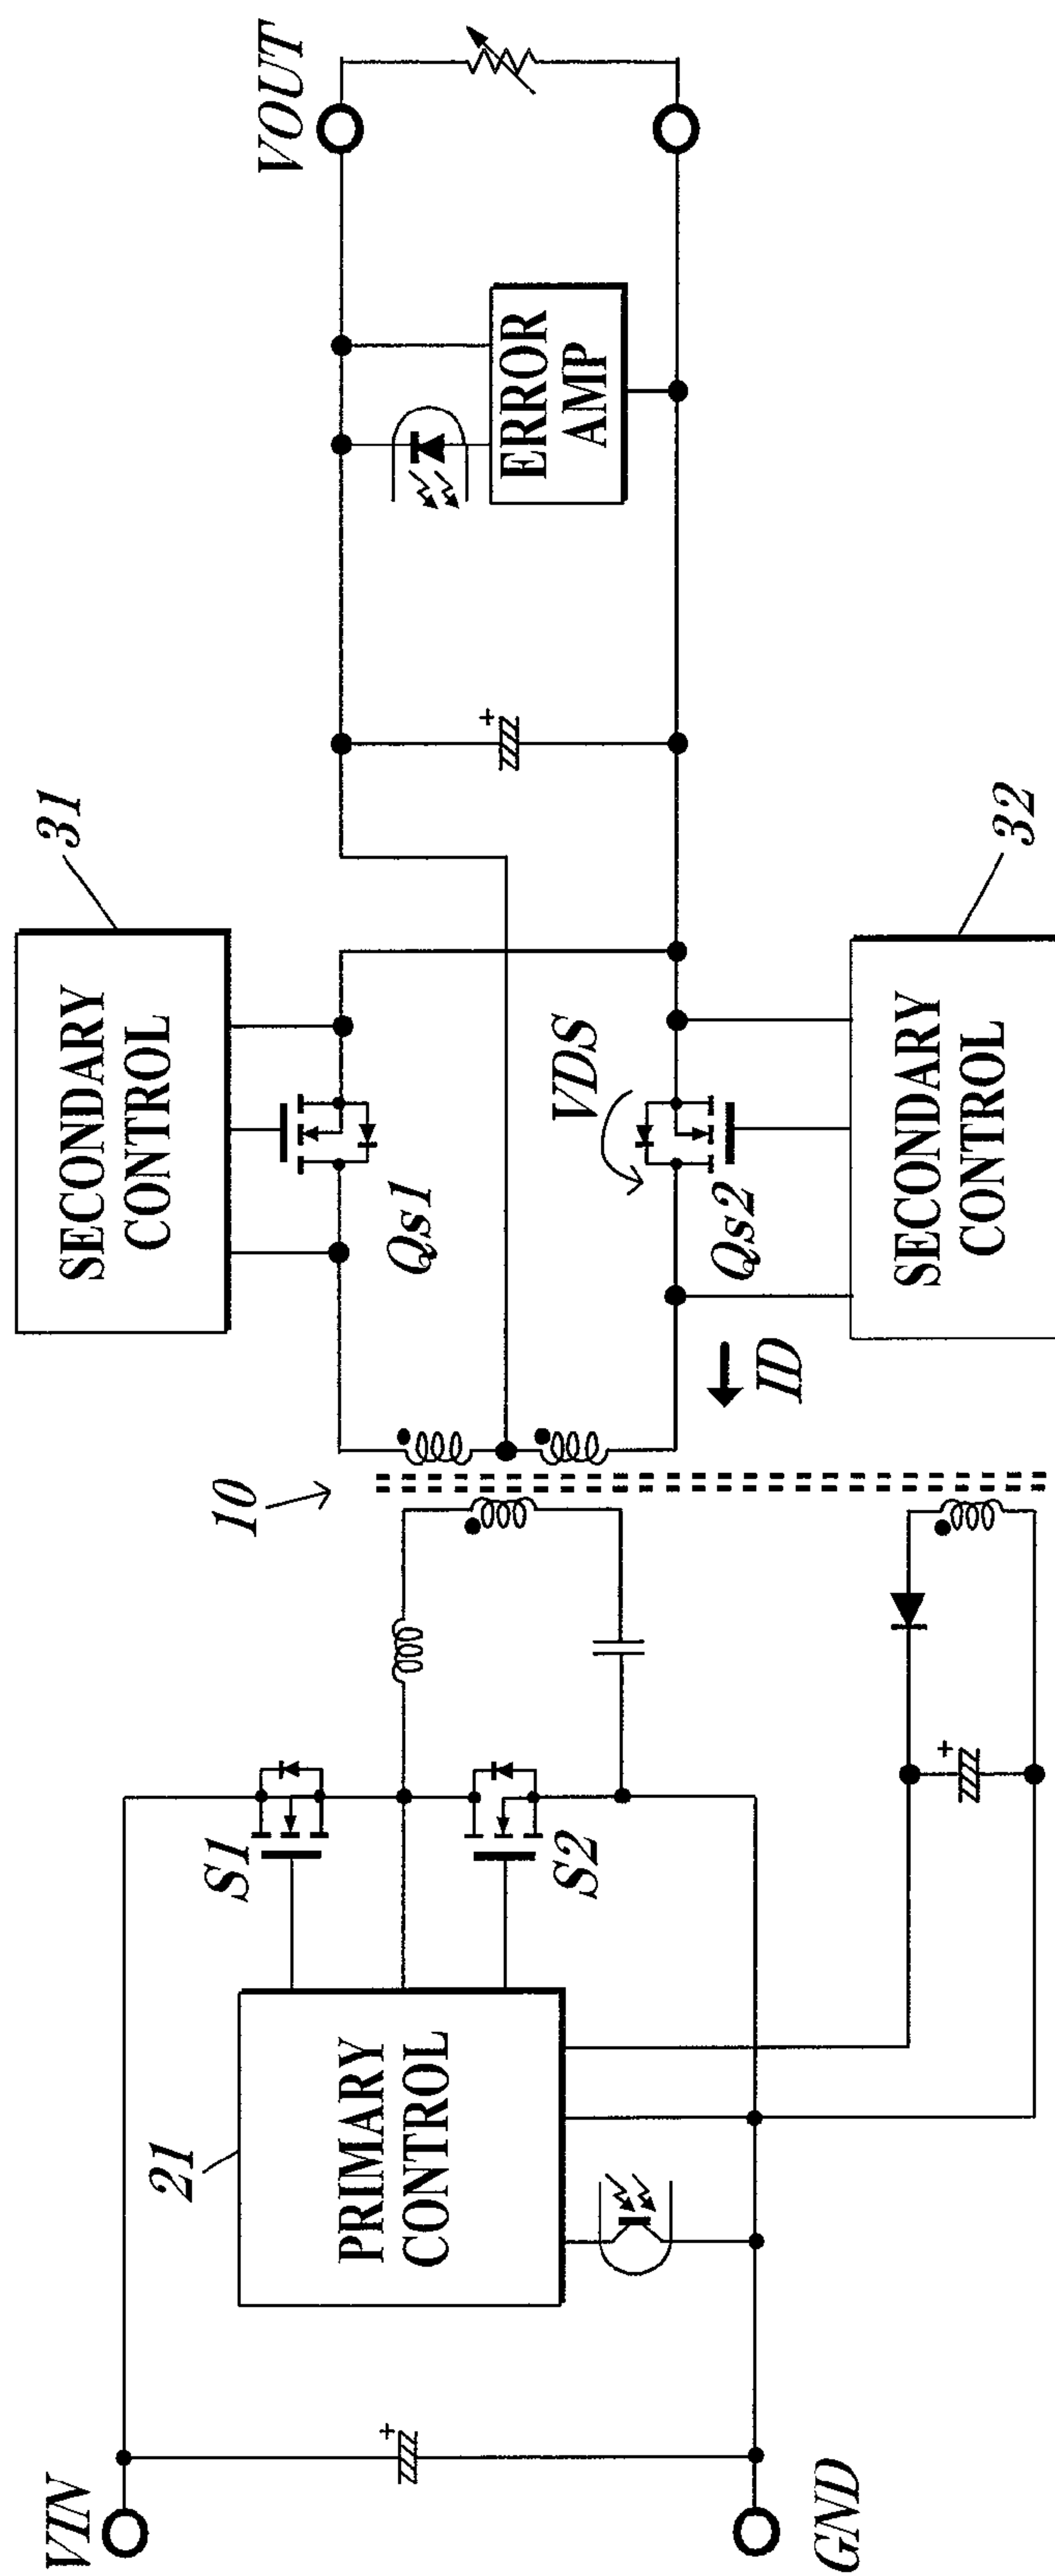 VIN
GND
21
PRIMARY
CONTROL
S1
S2
10
SECONDARY
CONTROL
31
Qs1
VDS
Qs2
ID
SECONDARY
CONTROL
32
+
+
+
ERROR
AMP
VOUT